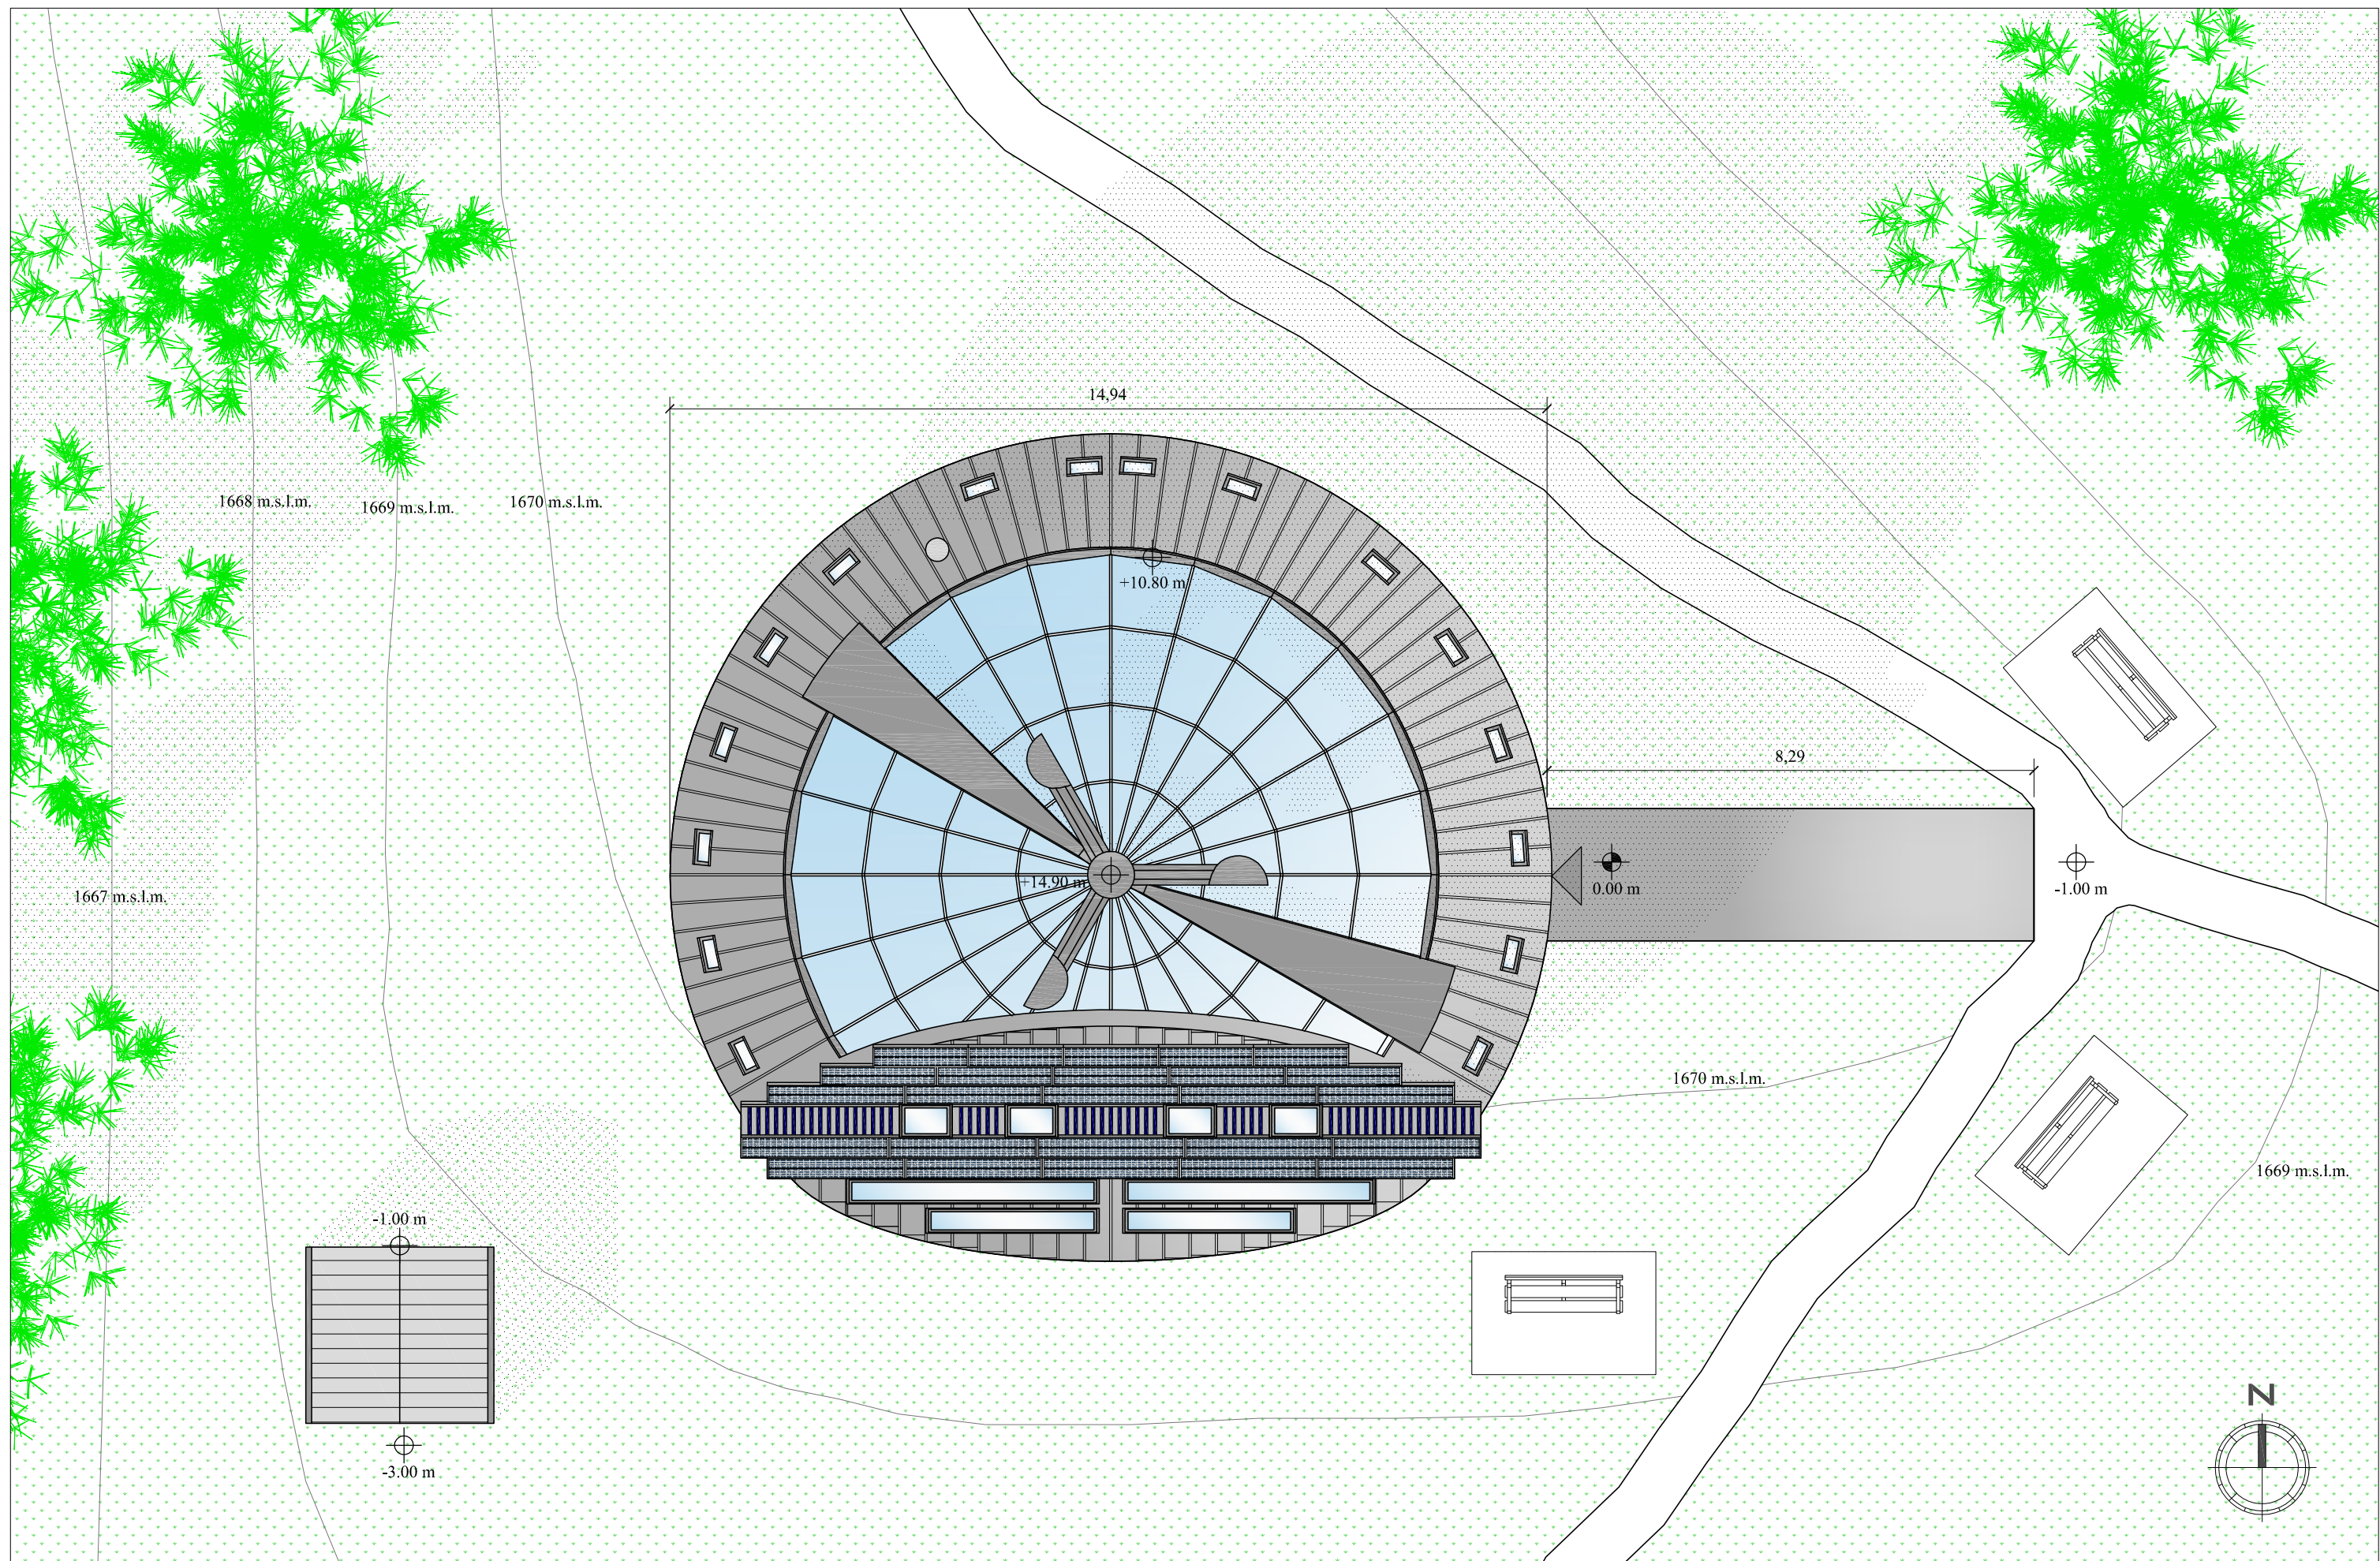 14,94
1668 m.s.l.m.
1669 m.s.l.m.
1670 m.s.l.m.
+10.80 m
8,29
+14.90 m
0.00 m
-1.00 m
1667 m.s.l.m.
1670 m.s.l.m.
1669 m.s.l.m.
-1.00 m
N
-3.00 m